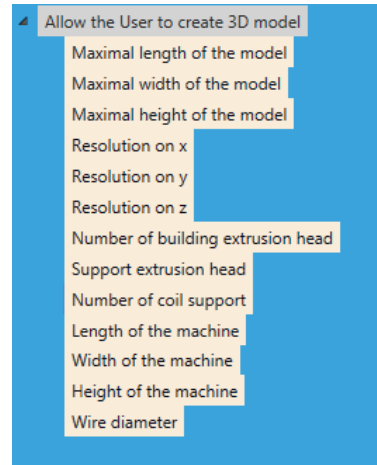 Allow the User to create 3D model
Maximal length of the model
Maximal width of the model
Maximal height of the model
Resolution on x
Resolution on y
Resolution on z
Number of building extrusion head
Support extrusion head
Number of coil support
Length of the machine
Width of the machine
Height of the machine
Wire diameter